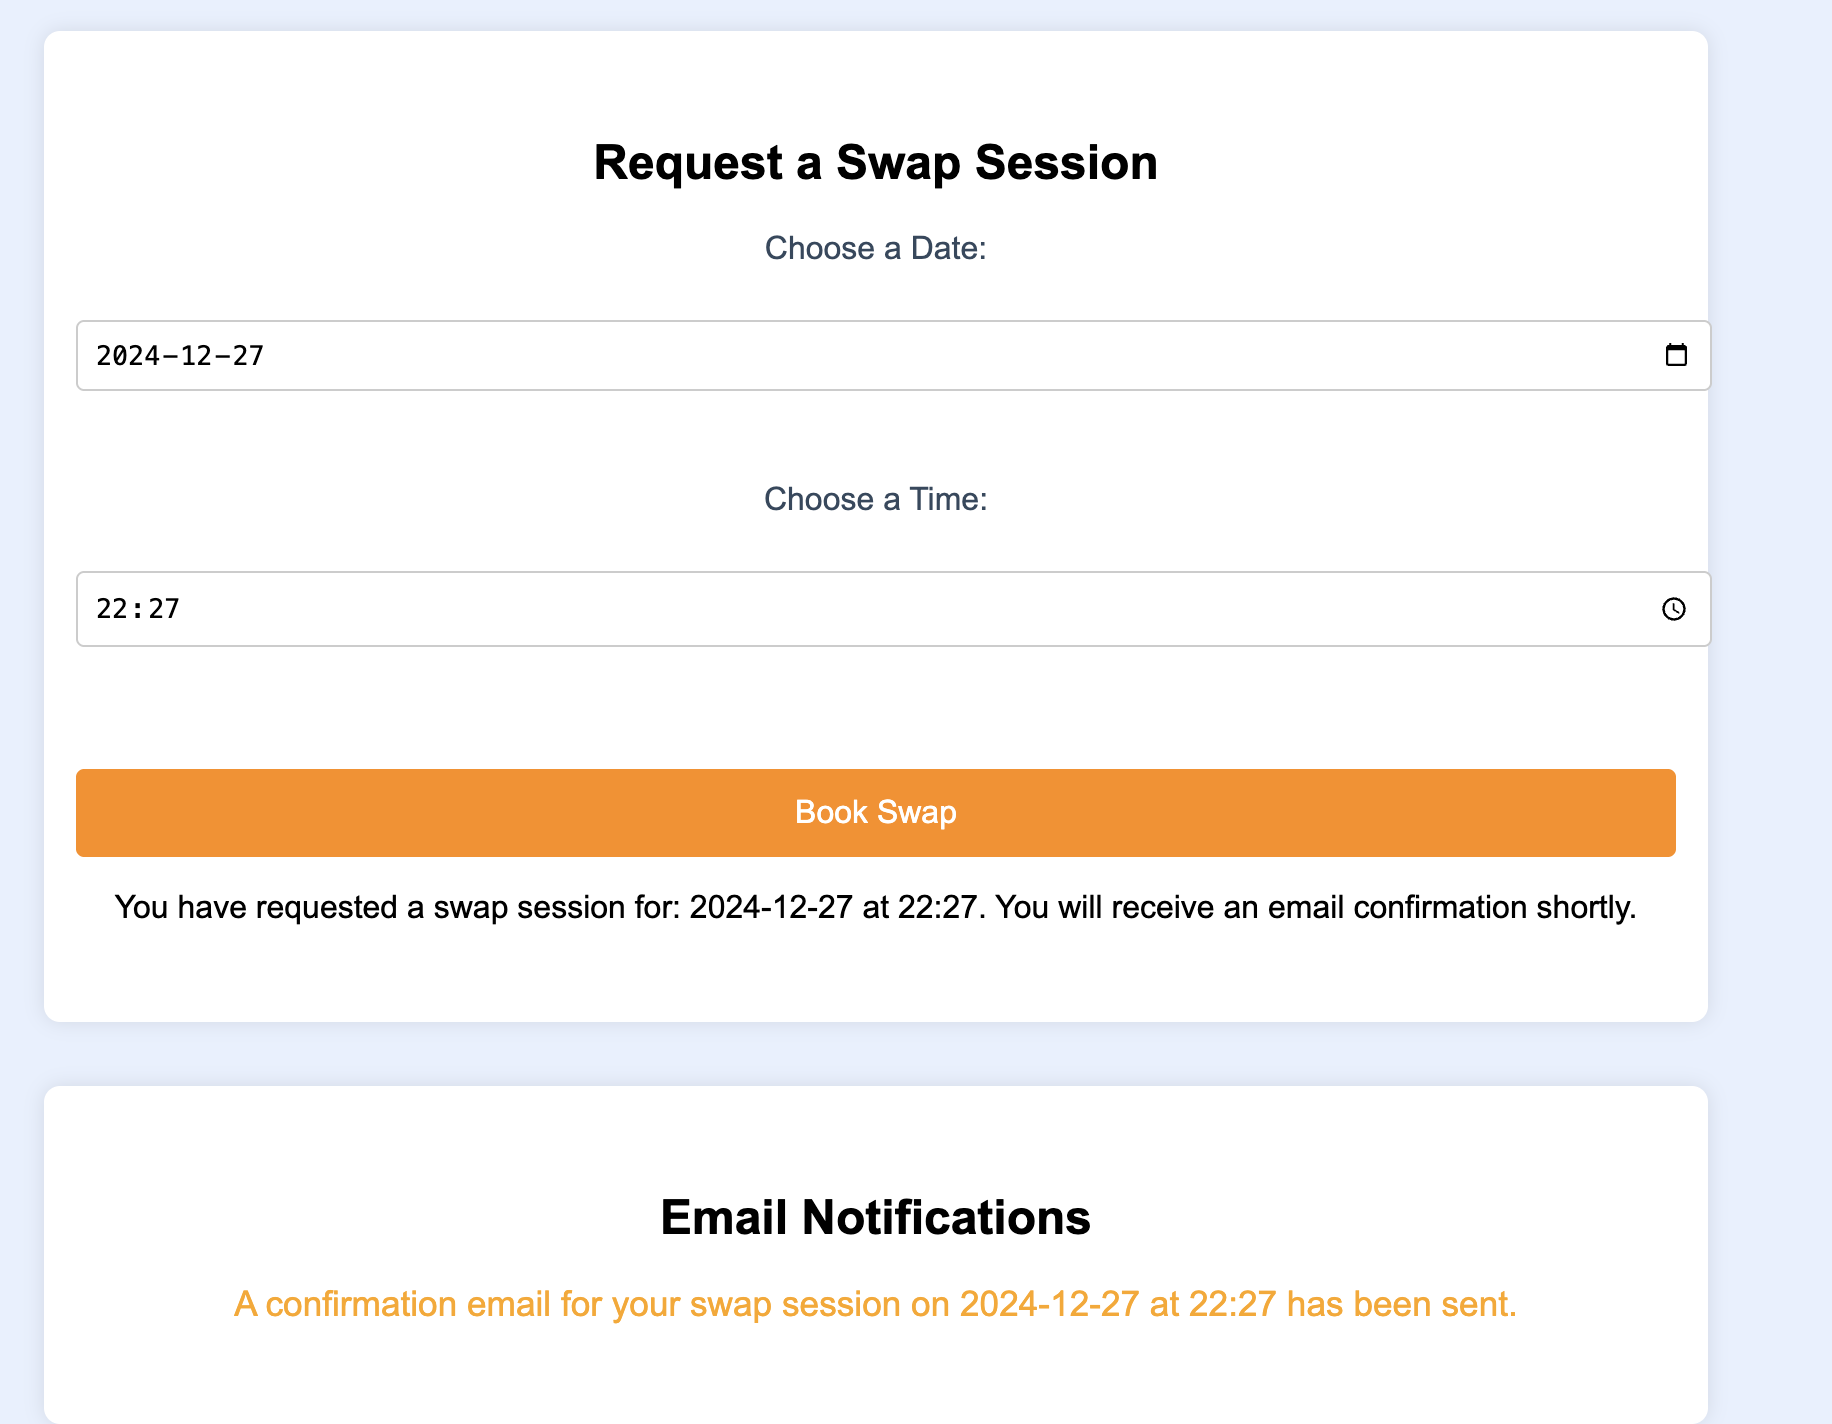 Request a Swap Session
Choose a Date:
2024-12-27
Choose a Time:
22:27
Book Swap
You have requested a swap session for: 2024-12-27 at 22:27. You will receive an email confirmation shortly.
Email Notifications
A confirmation email for your swap session on 2024-12-27 at 22:27 has been sent.